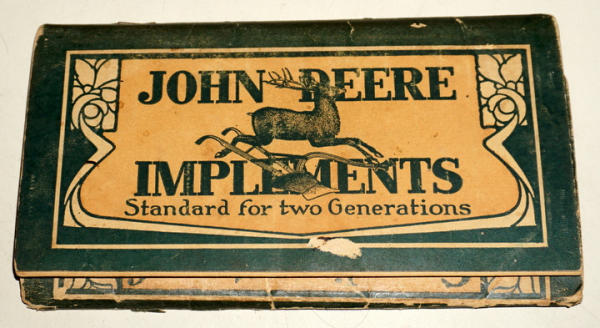 JOHN DEERE
IMPLEMENTS
Standard for two Generations